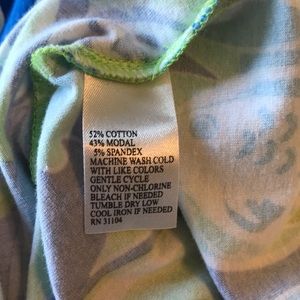 52% COTTON
43% MODAL
5% SPANDEX
MACHINE WASH COLD
WITH LIKE COLORS
GENTLE CYCLE
ONLY NON-CHLORINE
BLEACH IF NEEDED
TUMBLE DRY LOW
COOL IRON IF NEEDED
RN 31104